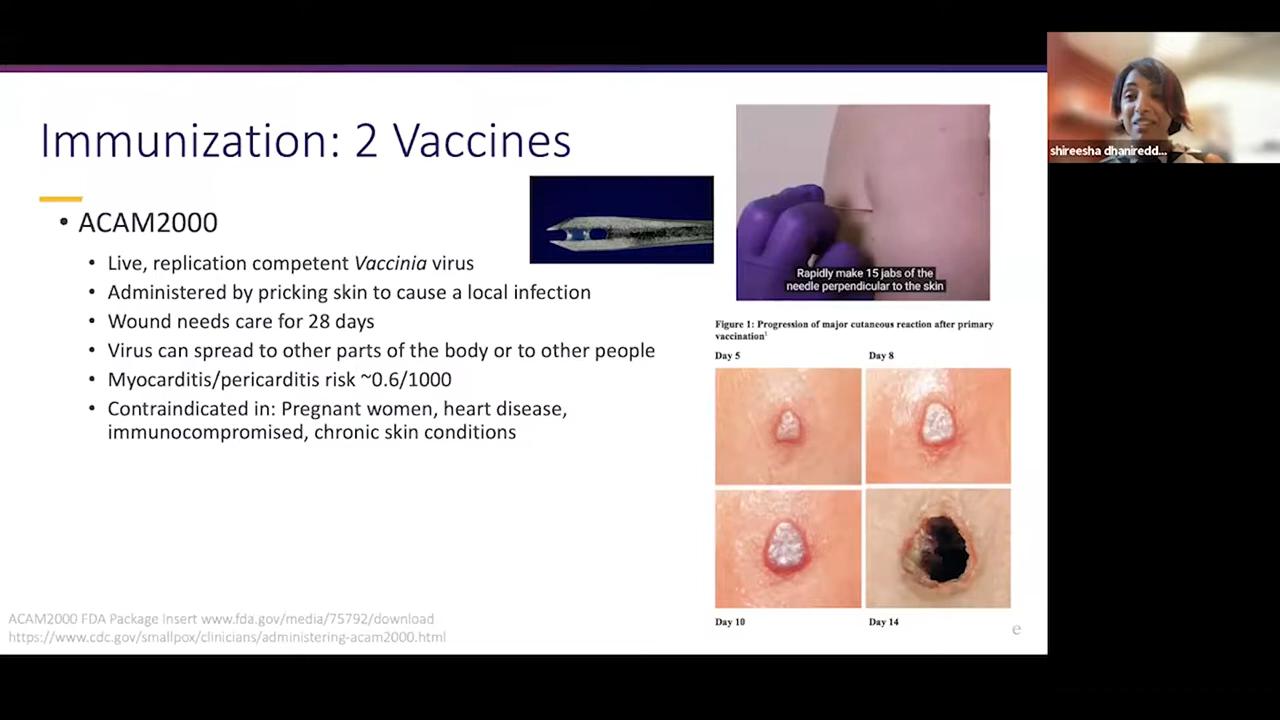 Immunization: 2 Vaccines
• ACAM2000
• Live, replication competent Vaccinia virus
• Administered by pricking skin to cause a local infection
• Wound needs care for 28 days
• Virus can spread to other parts of the body or to other people
• Myocarditis/pericarditis risk ~0.6/1000
• Contraindicated in: Pregnant women, heart disease,
immunocompromised, chronic skin conditions
ACAM2000 FDA Package Insert www.fda.gov/media/75792/download
https://www.cdc.gov/smallpox/clinicians/administering-acam2000.html
Rapidly make 15 jabs of the
needle perpendicular to the skin
Figure 1: Progression of major cutaneous reaction after primary
vaccination¹
Day 5
Day 8
Day 10
Day 14
e
shireesha dhaniredd...